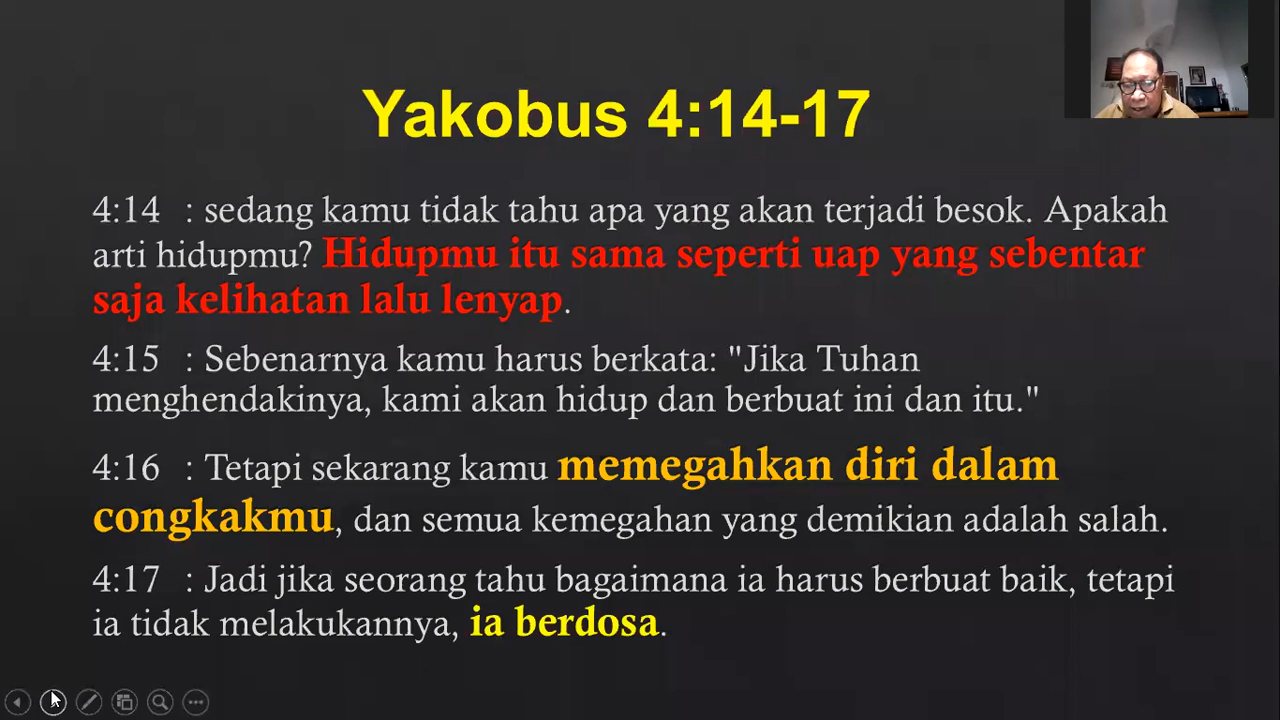 Yakobus 4:14-17
4:14 : sedang kamu tidak tahu apa yang akan terjadi besok. Apakah
arti hidupmu? Hidupmu itu sama seperti uap yang sebentar
saja kelihatan lalu lenyap.
4:15 : Sebenarnya kamu harus berkata: "Jika Tuhan
menghendakinya, kami akan hidup dan berbuat ini dan itu."
4:16 : Tetapi sekarang kamu memegahkan diri dalam
congkakmu, dan semua kemegahan yang demikian adalah salah.
4:17 : Jadi jika seorang tahu bagaimana ia harus berbuat baik, tetapi
ia tidak melakukannya, ia berdosa.